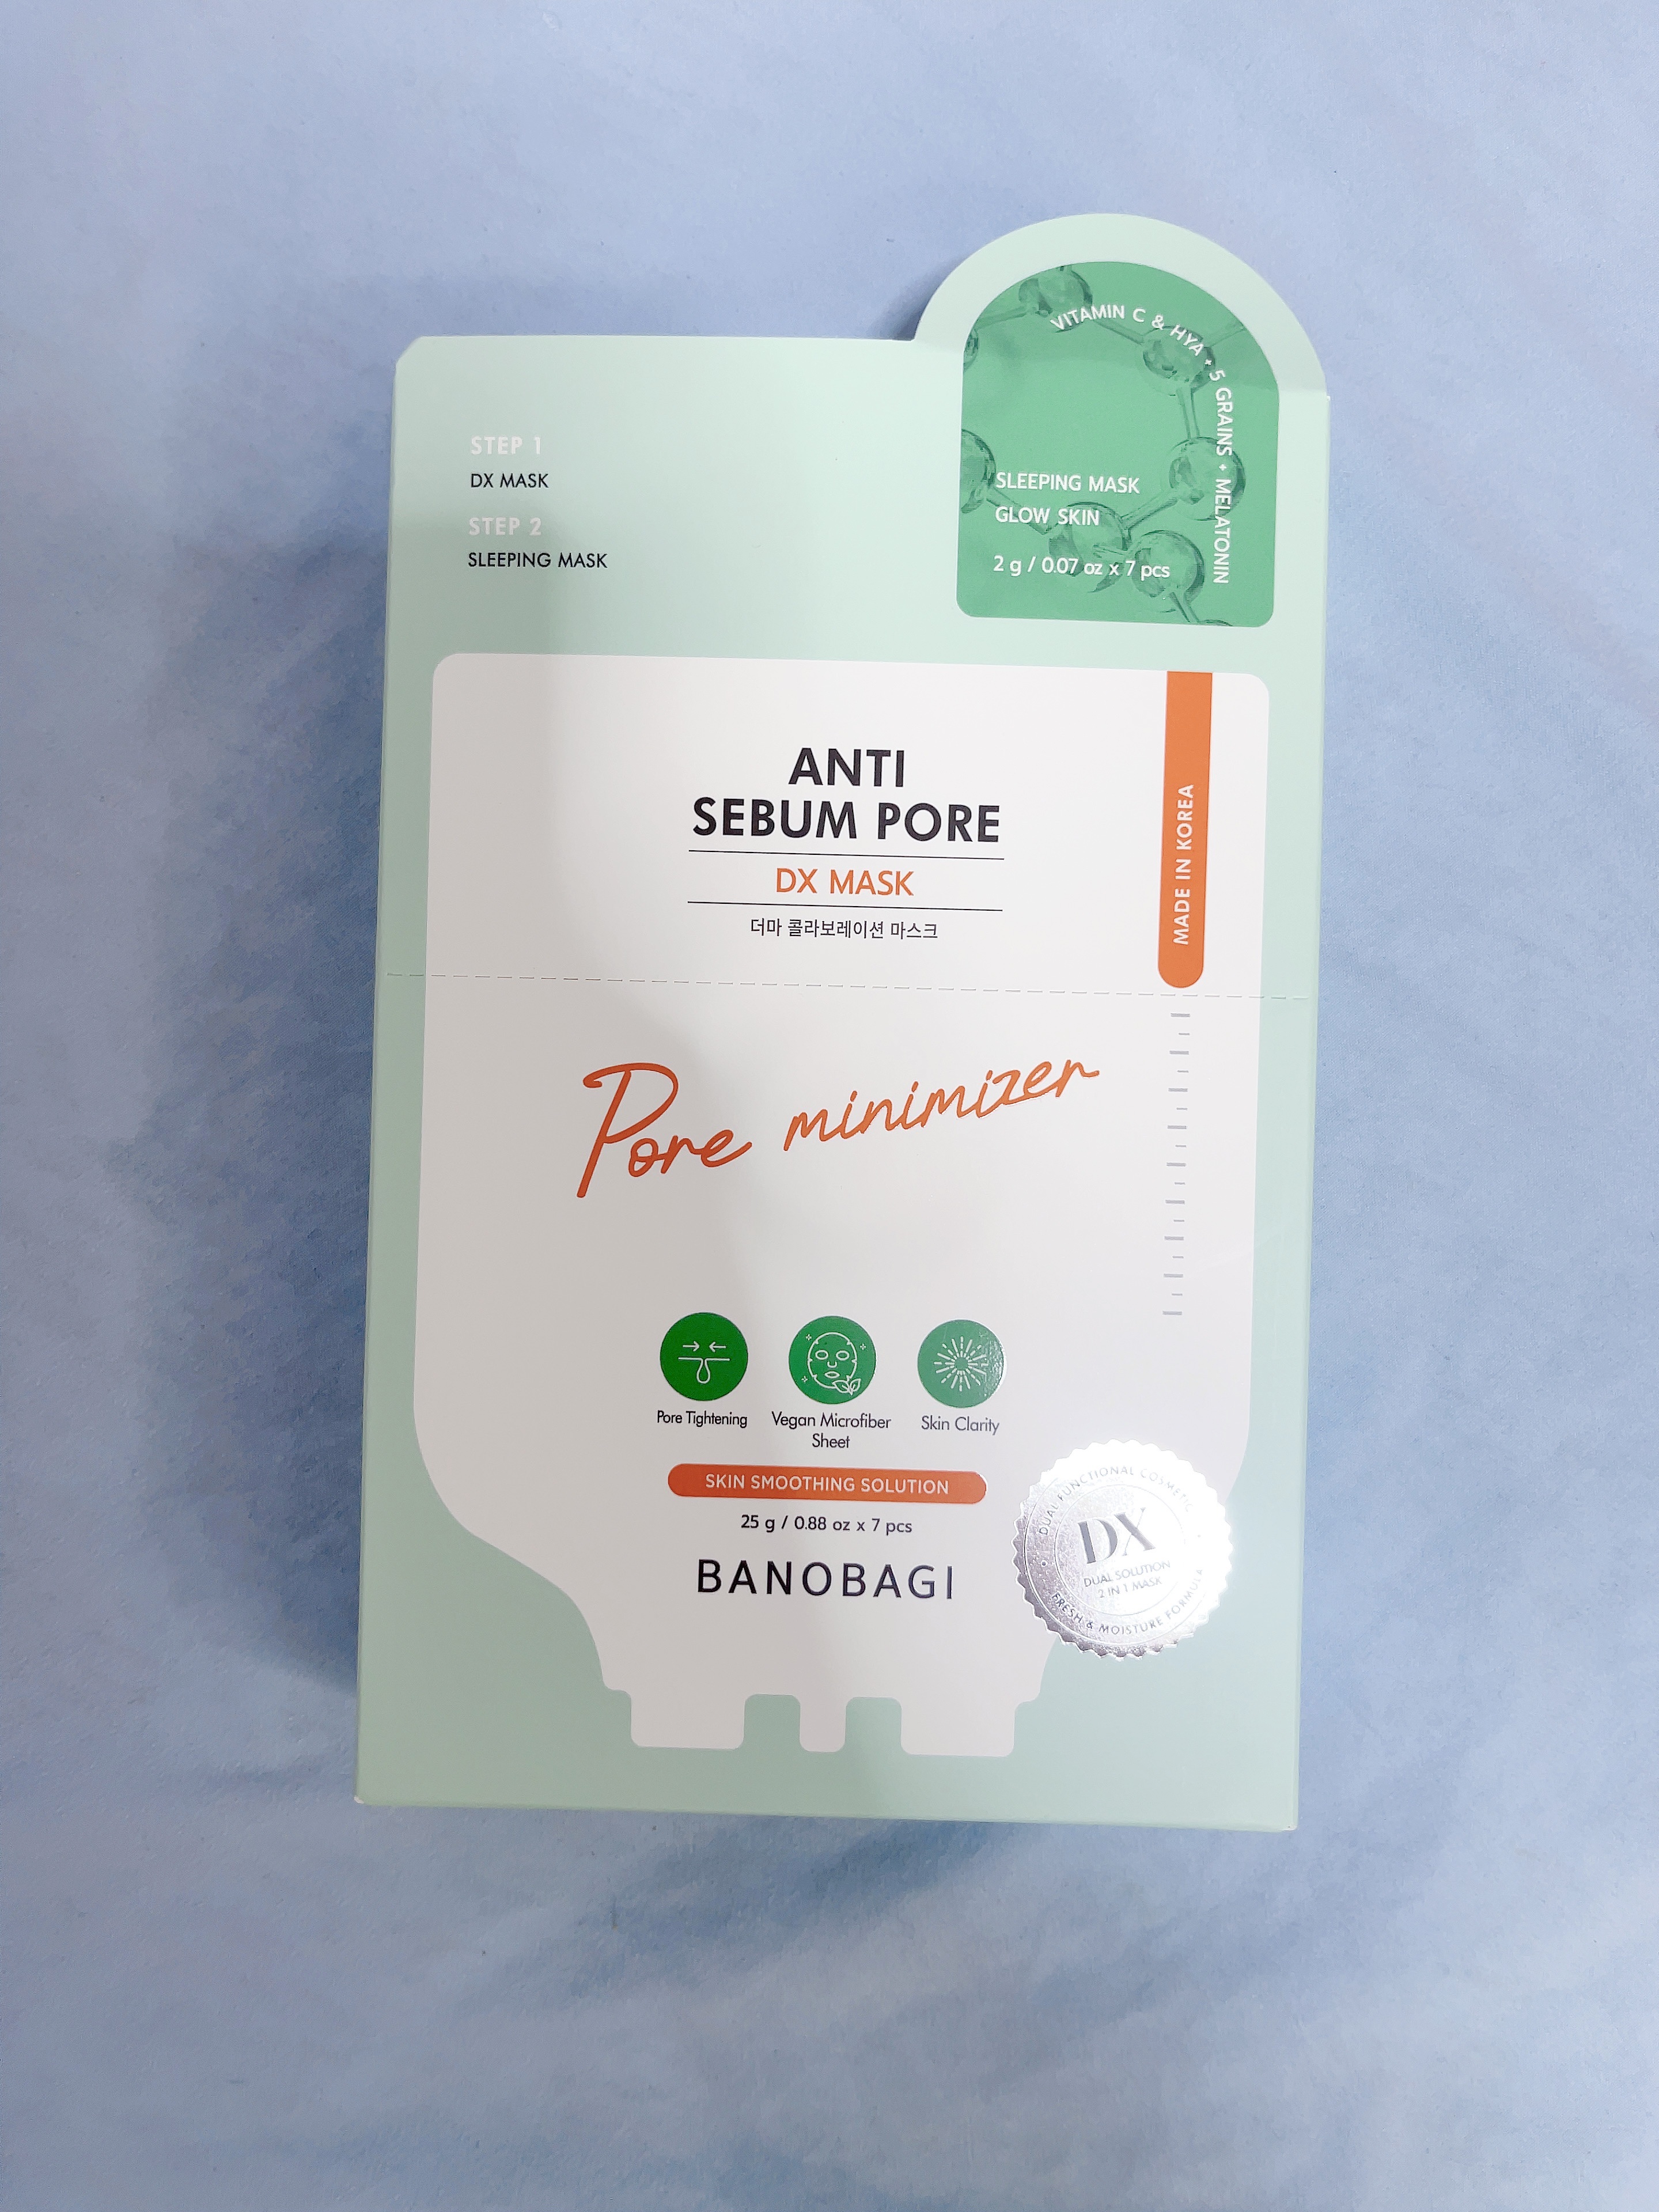 VITAMIN C & HYA + 5 GRAINS + MELATONIN
STEP 1
DX MASK
STEP 2
SLEEPING MASK
SLEEPING MASK
GLOW SKIN
2 g / 0.07 oz x 7 pcs
ANTI
SEBUM PORE
DX MASK
더마 콜라보레이션 마스크
MADE IN KOREA
Pore minimizer
Pore Tightening
Vegan Microfiber
Sheet
Skin Clarity
SKIN SMOOTHING SOLUTION
25 g / 0.88 oz x 7 pcs
BANOBAGI
DUAL FUNCTIONAL COSMETIC
DX
DUAL SOLUTION
2 IN 1 MASK
FRESH & MOISTURE FORMULA